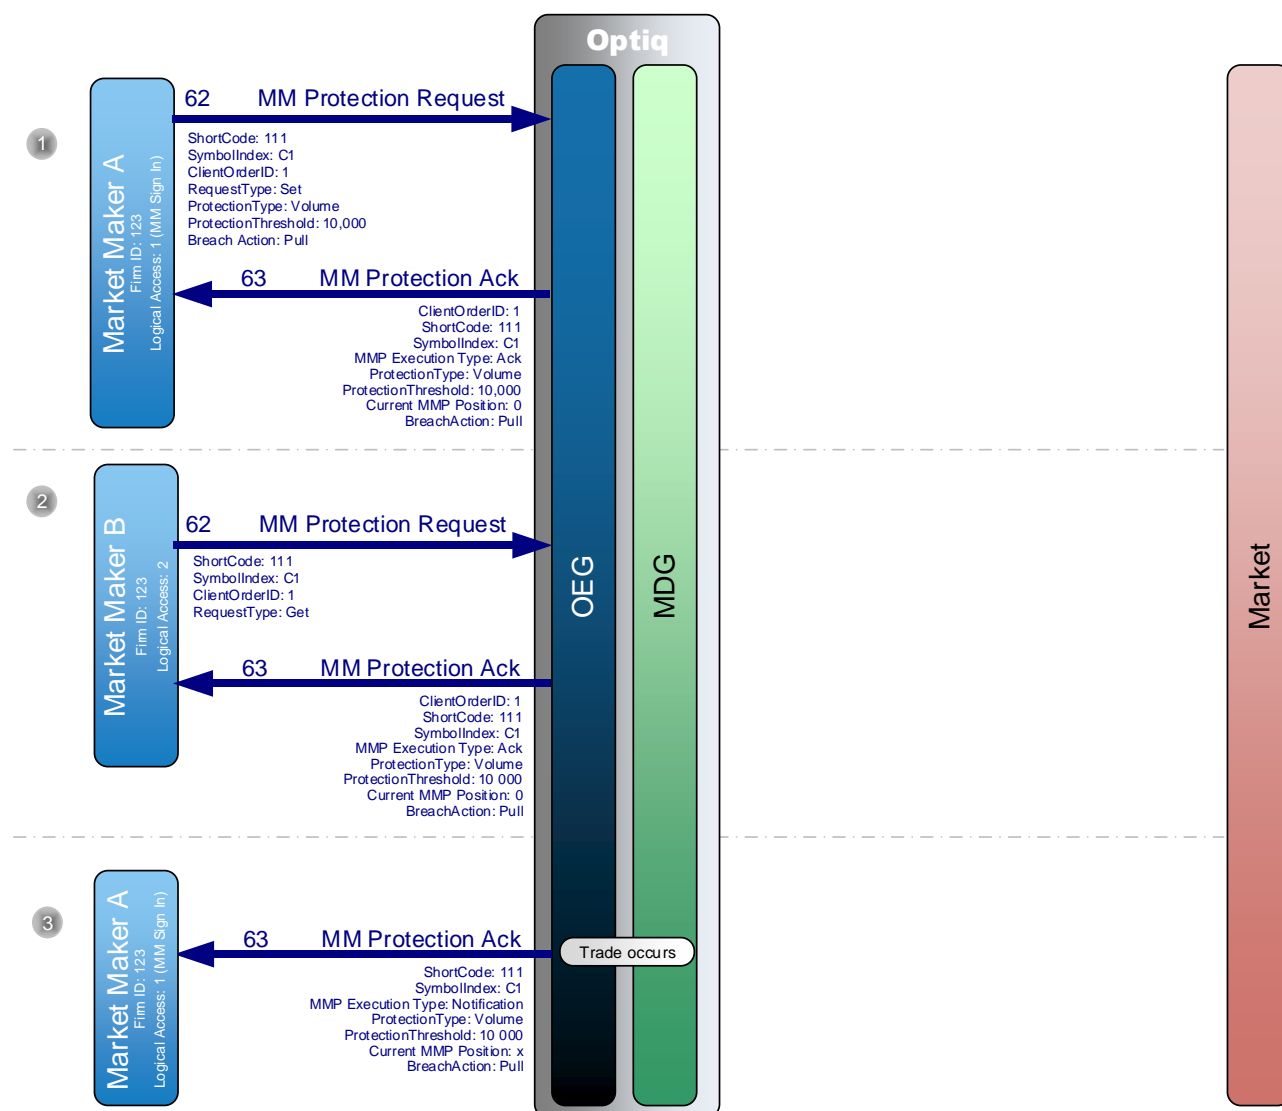 Optiq
1
Market Maker A
Firm ID: 123
Logical Access: 1 (MM Sign In)
62 MM Protection Request
ShortCode: 111
SymbolIndex: C1
ClientOrderID: 1
RequestType: Set
ProtectionType: Volume
ProtectionThreshold: 10,000
Breach Action: Pull
63 MM Protection Ack
ClientOrderID: 1
ShortCode: 111
SymbolIndex: C1
MMP Execution Type: Ack
ProtectionType: Volume
ProtectionThreshold: 10,000
Current MMP Position: 0
BreachAction: Pull
2
Market Maker B
Firm ID: 123
Logical Access: 2
62 MM Protection Request
ShortCode: 111
SymbolIndex: C1
ClientOrderID: 1
RequestType: Get
63 MM Protection Ack
ClientOrderID: 1
ShortCode: 111
SymbolIndex: C1
MMP Execution Type: Ack
ProtectionType: Volume
ProtectionThreshold: 10 000
Current MMP Position: 0
BreachAction: Pull
OEG
MDG
Market
3
Market Maker A
Firm ID: 123
Logical Access: 1 (MM Sign In)
63 MM Protection Ack
Trade occurs
ShortCode: 111
SymbolIndex: C1
MMP Execution Type: Notification
ProtectionType: Volume
ProtectionThreshold: 10 000
Current MMP Position: x
BreachAction: Pull